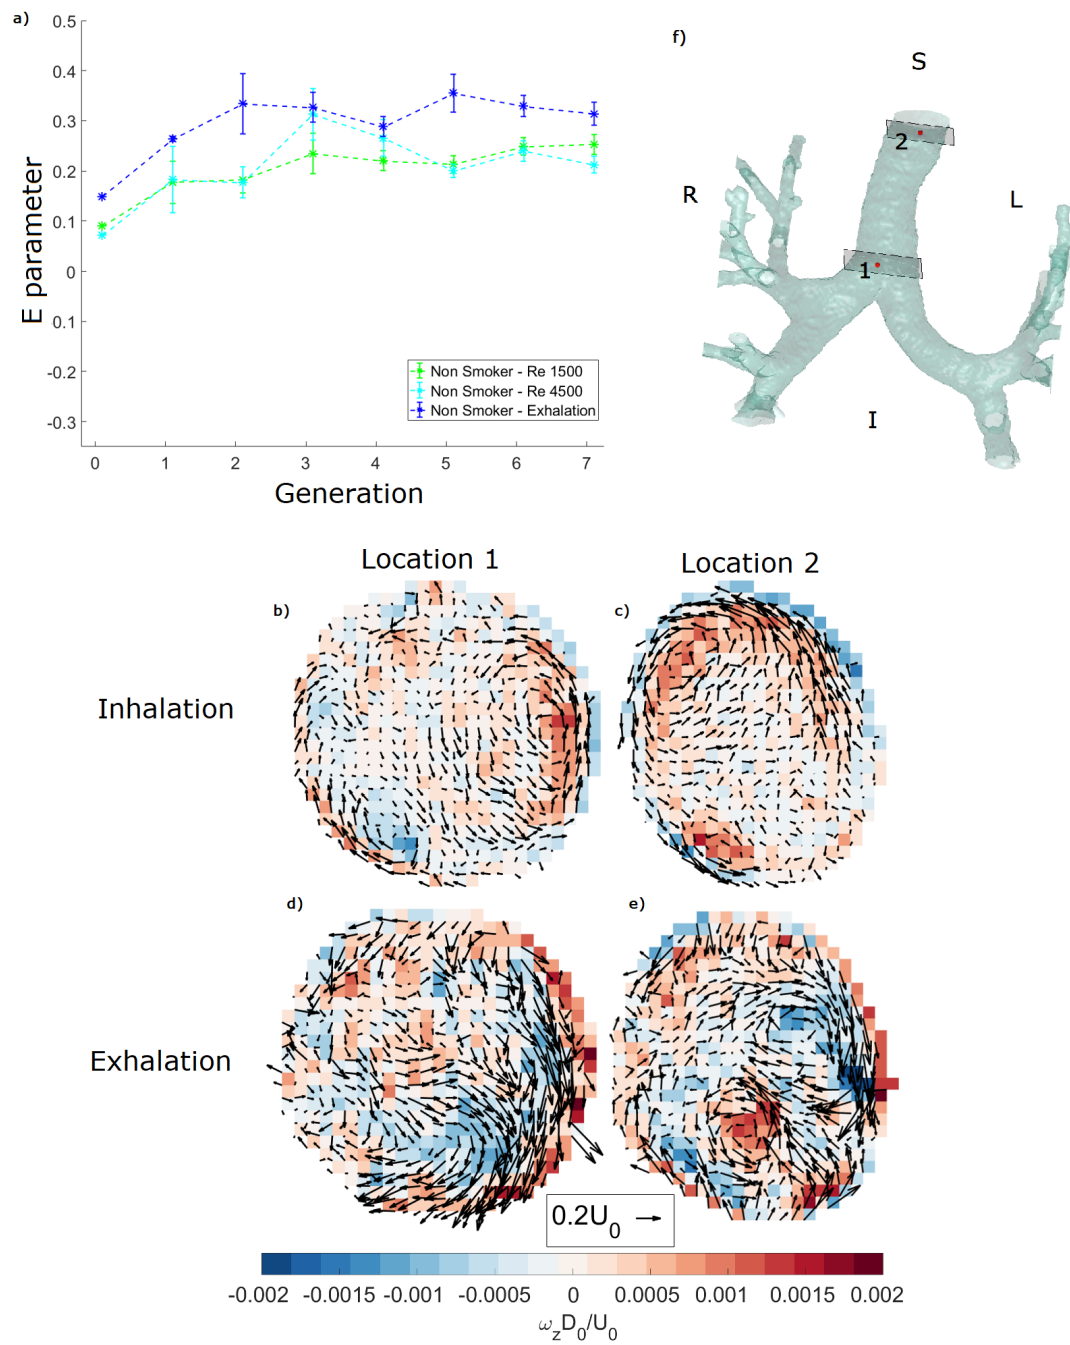 a)
0.5
0.4
0.3
0.2
0.1
0
0.1
-0.2
-0.3
E parameter
0 1 2 3 4 5 6 7
Generation
Non Smoker - Re 1500
Non Smoker - Re 4500
Non Smoker - Exhalation
f)
S
2
R
L
1
I
Location 1
Location 2
b)
c)
Inhalation
d)
e)
Exhalation
0.2U₀
-0.002 -0.0015 -0.001 -0.0005 0 0.0005 0.001 0.0015 0.002
ω_zD₀/U₀